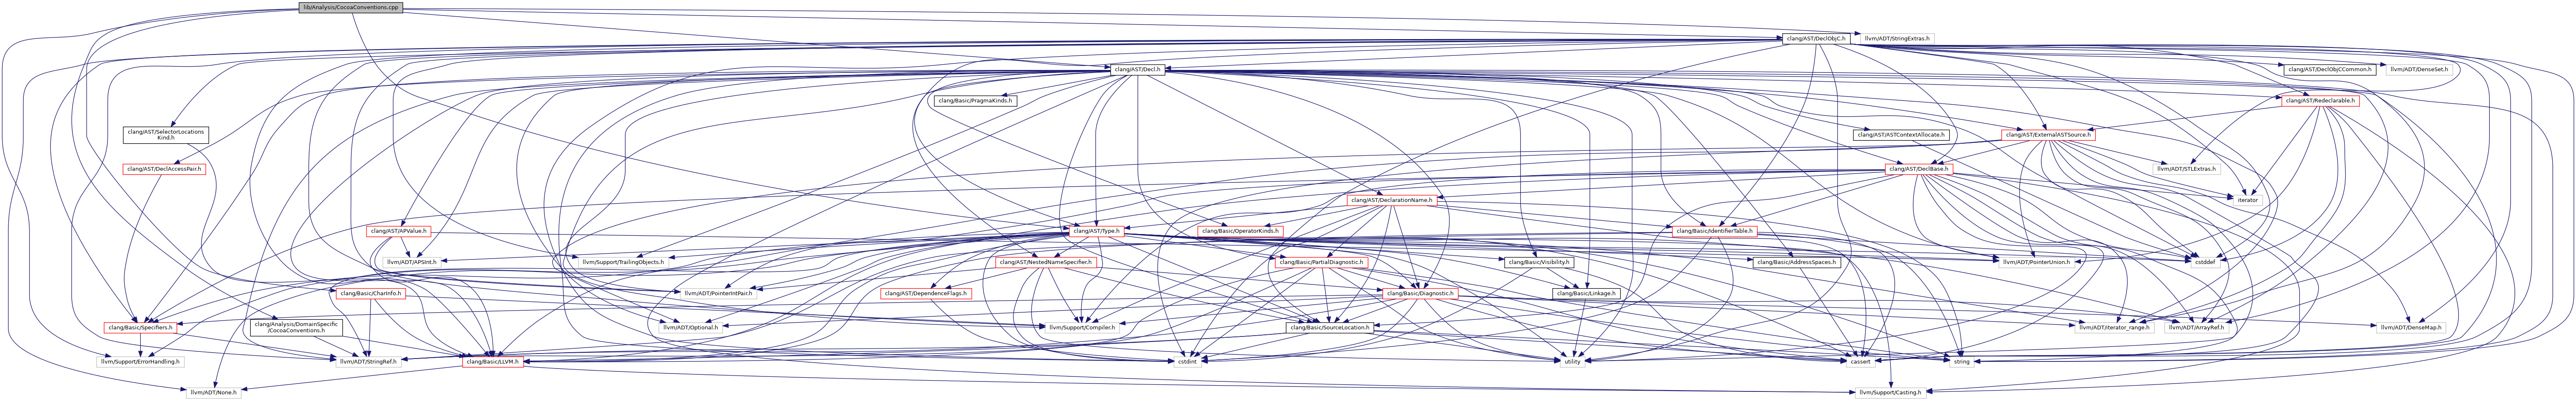 lib/Analysis/CocoaConventions.cpp
llvm/ADT/StringExtras.h
clang/AST/DeclObjC.h
clang/AST/Decl.h
clang/AST/DeclObjCCommon.h
llvm/ADT/DenseSet.h
clang/Basic/PragmaKinds.h
clang/AST/Redeclarable.h
clang/AST/SelectorLocations
Kind.h
clang/AST/ASTContextAllocate.h
clang/AST/ExternalASTSource.h
clang/AST/DeclAccessPair.h
clang/AST/DeclBase.h
llvm/ADT/STLExtras.h
clang/AST/DeclarationName.h
iterator
clang/AST/APValue.h
clang/AST/Type.h
clang/Basic/OperatorKinds.h
clang/Basic/IdentifierTable.h
llvm/ADT/APSInt.h
llvm/Support/TrailingObjects.h
clang/AST/NestedNameSpecifier.h
clang/Basic/PartialDiagnostic.h
clang/Basic/Visibility.h
clang/Basic/AddressSpaces.h
llvm/ADT/PointerUnion.h
cstddef
clang/Basic/CharInfo.h
llvm/ADT/PointerIntPair.h
clang/AST/DependenceFlags.h
clang/Basic/Diagnostic.h
clang/Basic/Linkage.h
clang/Basic/Specifiers.h
clang/Analysis/DomainSpecific
/CocoaConventions.h
llvm/ADT/Optional.h
llvm/Support/Compiler.h
clang/Basic/SourceLocation.h
llvm/ADT/iterator_range.h
llvm/ADT/ArrayRef.h
llvm/ADT/DenseMap.h
llvm/Support/ErrorHandling.h
llvm/ADT/StringRef.h
clang/Basic/LLVM.h
cstdint
utility
cassert
string
llvm/ADT/None.h
llvm/Support/Casting.h